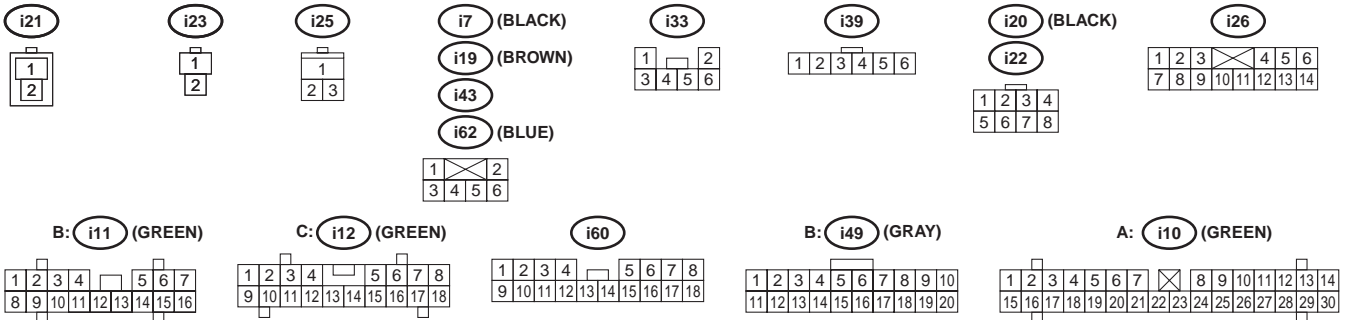 i21 i23 i25 i7 (BLACK) i33 i39 i20 (BLACK) i26
i19 (BROWN) i22
i43
i62 (BLUE)
1
2
1
2
1
2 3
1 2
3 4 5 6
1 2
3 4 5 6
1 2 3 4 5 6
1 2 3 4
5 6 7 8
1 2 3 4 5 6
7 8 9 10 11 12 13 14
B: i11 (GREEN) C: i12 (GREEN) i60 B: i49 (GRAY) A: i10 (GREEN)
1 2 3 4 5 6 7
8 9 10 11 12 13 14 15 16
1 2 3 4 5 6 7 8
9 10 11 12 13 14 15 16 17 18
1 2 3 4 5 6 7 8
9 10 11 12 13 14 15 16 17 18
1 2 3 4 5 6 7 8 9 10
11 12 13 14 15 16 17 18 19 20
1 2 3 4 5 6 7 8 9 10 11 12 13 14
15 16 17 18 19 20 21 22 23 24 25 26 27 28 29 30